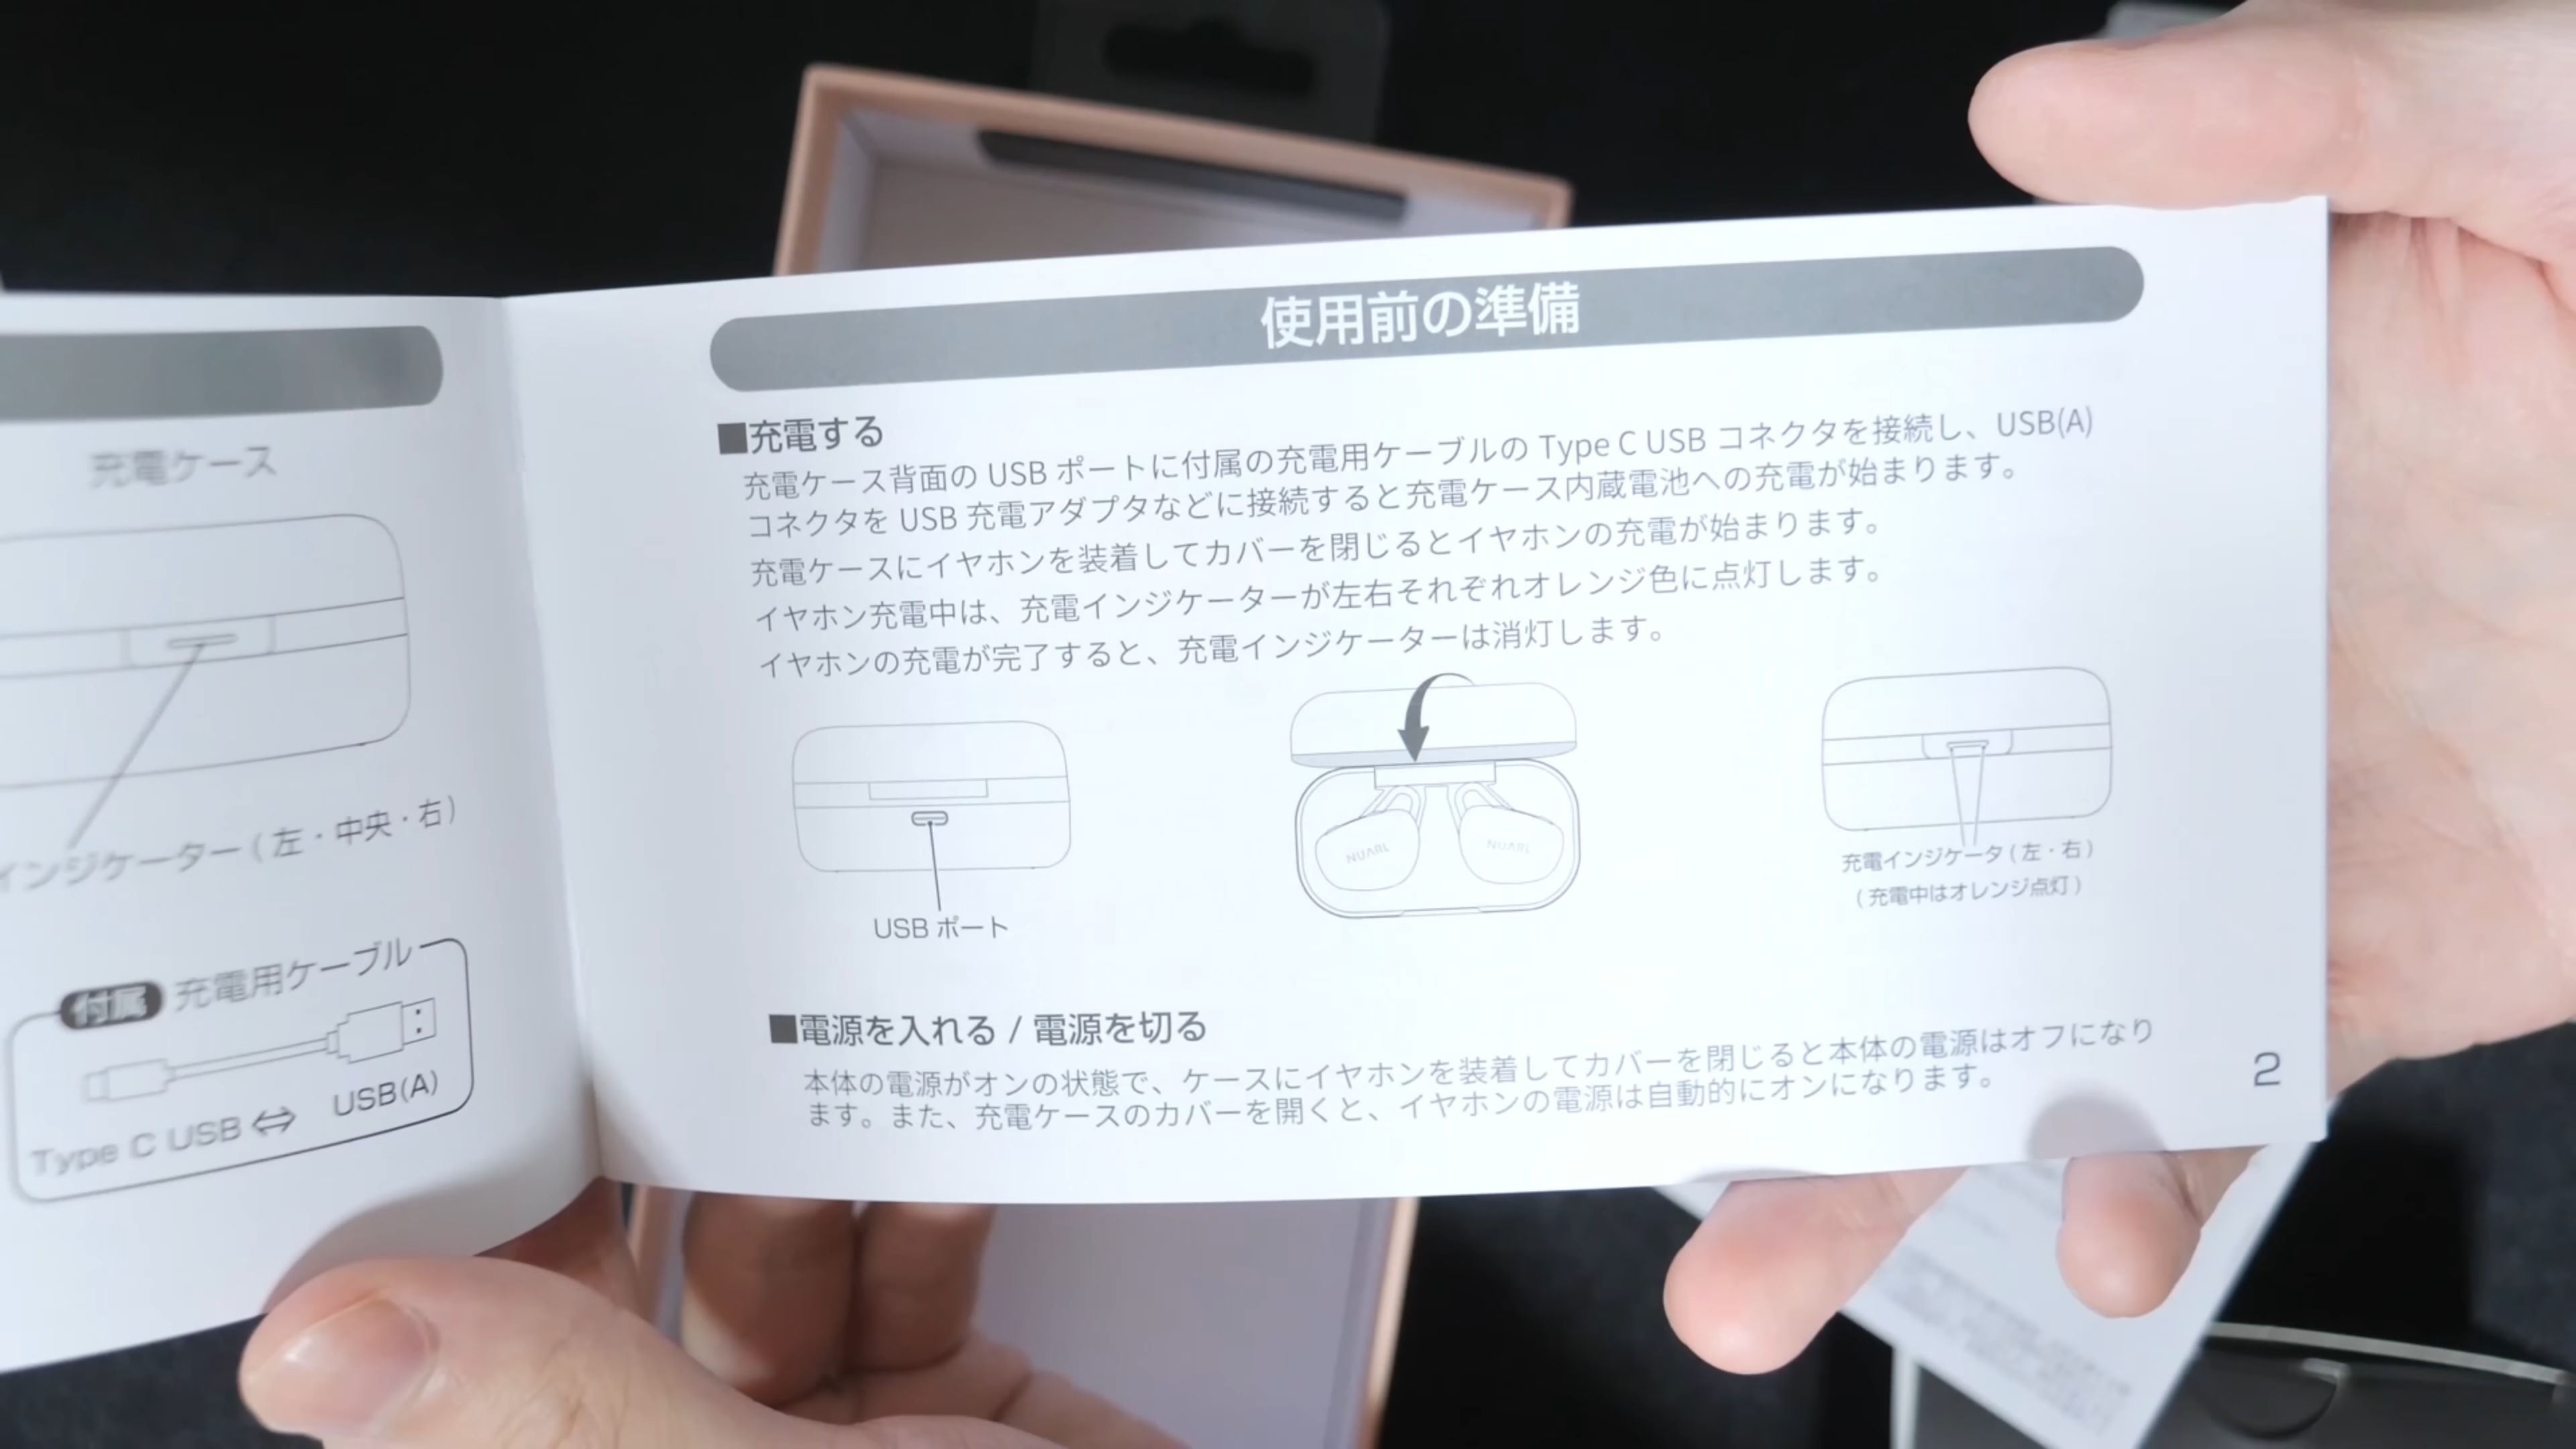 充電ケース
インジケーター ( 左 ・ 中央 ・ 右 )
付属 充電用ケーブル
Type C USB ⇔ USB(A)
使用前の準備
■充電する
充電ケース背面の USB ポートに付属の充電用ケーブルの Type C USB コネクタを接続し、USB(A)
コネクタを USB 充電アダプタなどに接続すると充電ケース内蔵電池への充電が始まります。
充電ケースにイヤホンを装着してカバーを閉じるとイヤホンの充電が始まります。
イヤホン充電中は、充電インジケーターが左右それぞれオレンジ色に点灯します。
イヤホンの充電が完了すると、充電インジケーターは消灯します。
NUARL NUARL
USB ポート
充電インジケータ ( 左 ・ 右 )
( 充電中はオレンジ点灯 )
■電源を入れる / 電源を切る
本体の電源がオンの状態で、ケースにイヤホンを装着してカバーを閉じると本体の電源はオフになり
ます。また、充電ケースのカバーを開くと、イヤホンの電源は自動的にオンになります。
2